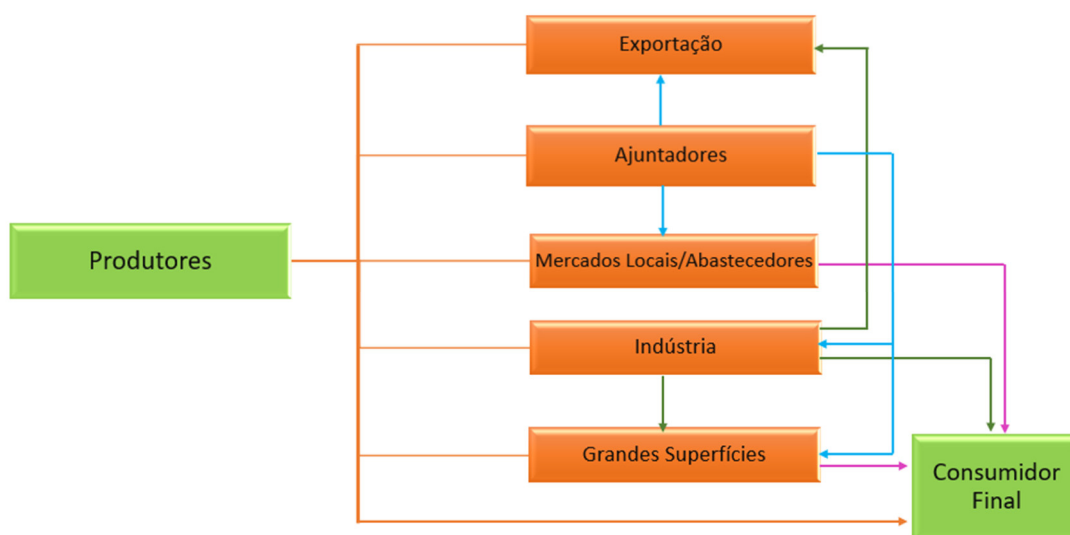 Exportação
Ajuntadores
Produtores
Mercados Locais/Abastecedores
Indústria
Grandes Superfícies
Consumidor
Final